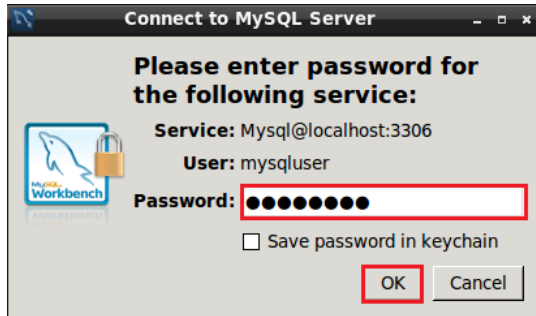 Connect to MySQL Server
Please enter password for
the following service:
Service: Mysql@localhost:3306
User: mysqluser
MySQL
Workbench
Password: ●●●●●●●●
Save password in keychain
OK Cancel